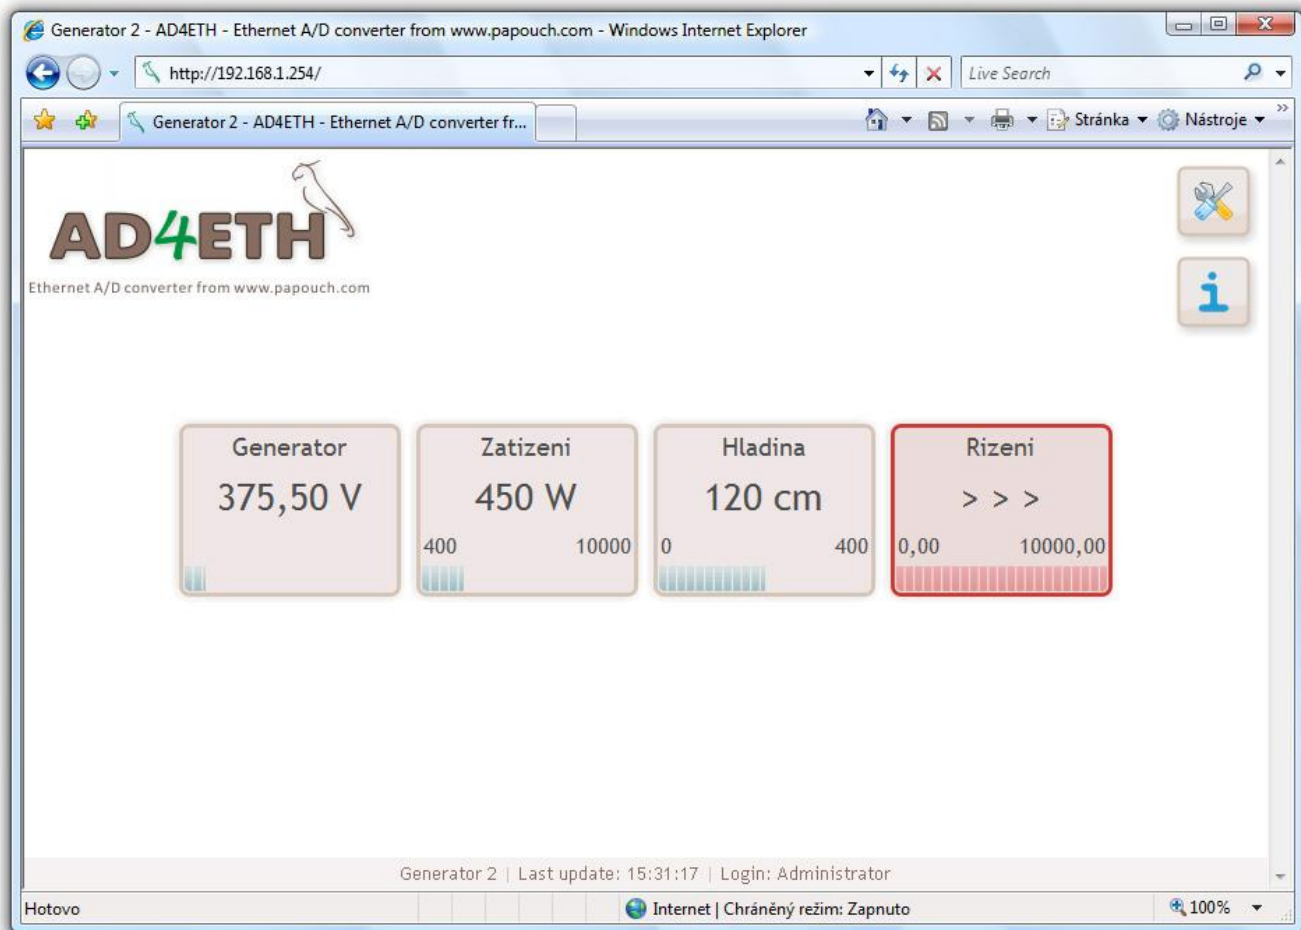 Generator 2 - AD4ETH - Ethernet A/D converter from www.papouch.com - Windows Internet Explorer
http://192.168.1.254/
Live Search
Generator 2 - AD4ETH - Ethernet A/D converter fr...
Stránka
Nástroje
AD4ETH
Ethernet A/D converter from www.papouch.com
Generator
375,50 V
Zatizeni
450 W
400 10000
Hladina
120 cm
0 400
Rizeni
> > >
0,00 10000,00
Generator 2 | Last update: 15:31:17 | Login: Administrator
Hotovo
Internet | Chráněný režim: Zapnuto
100%